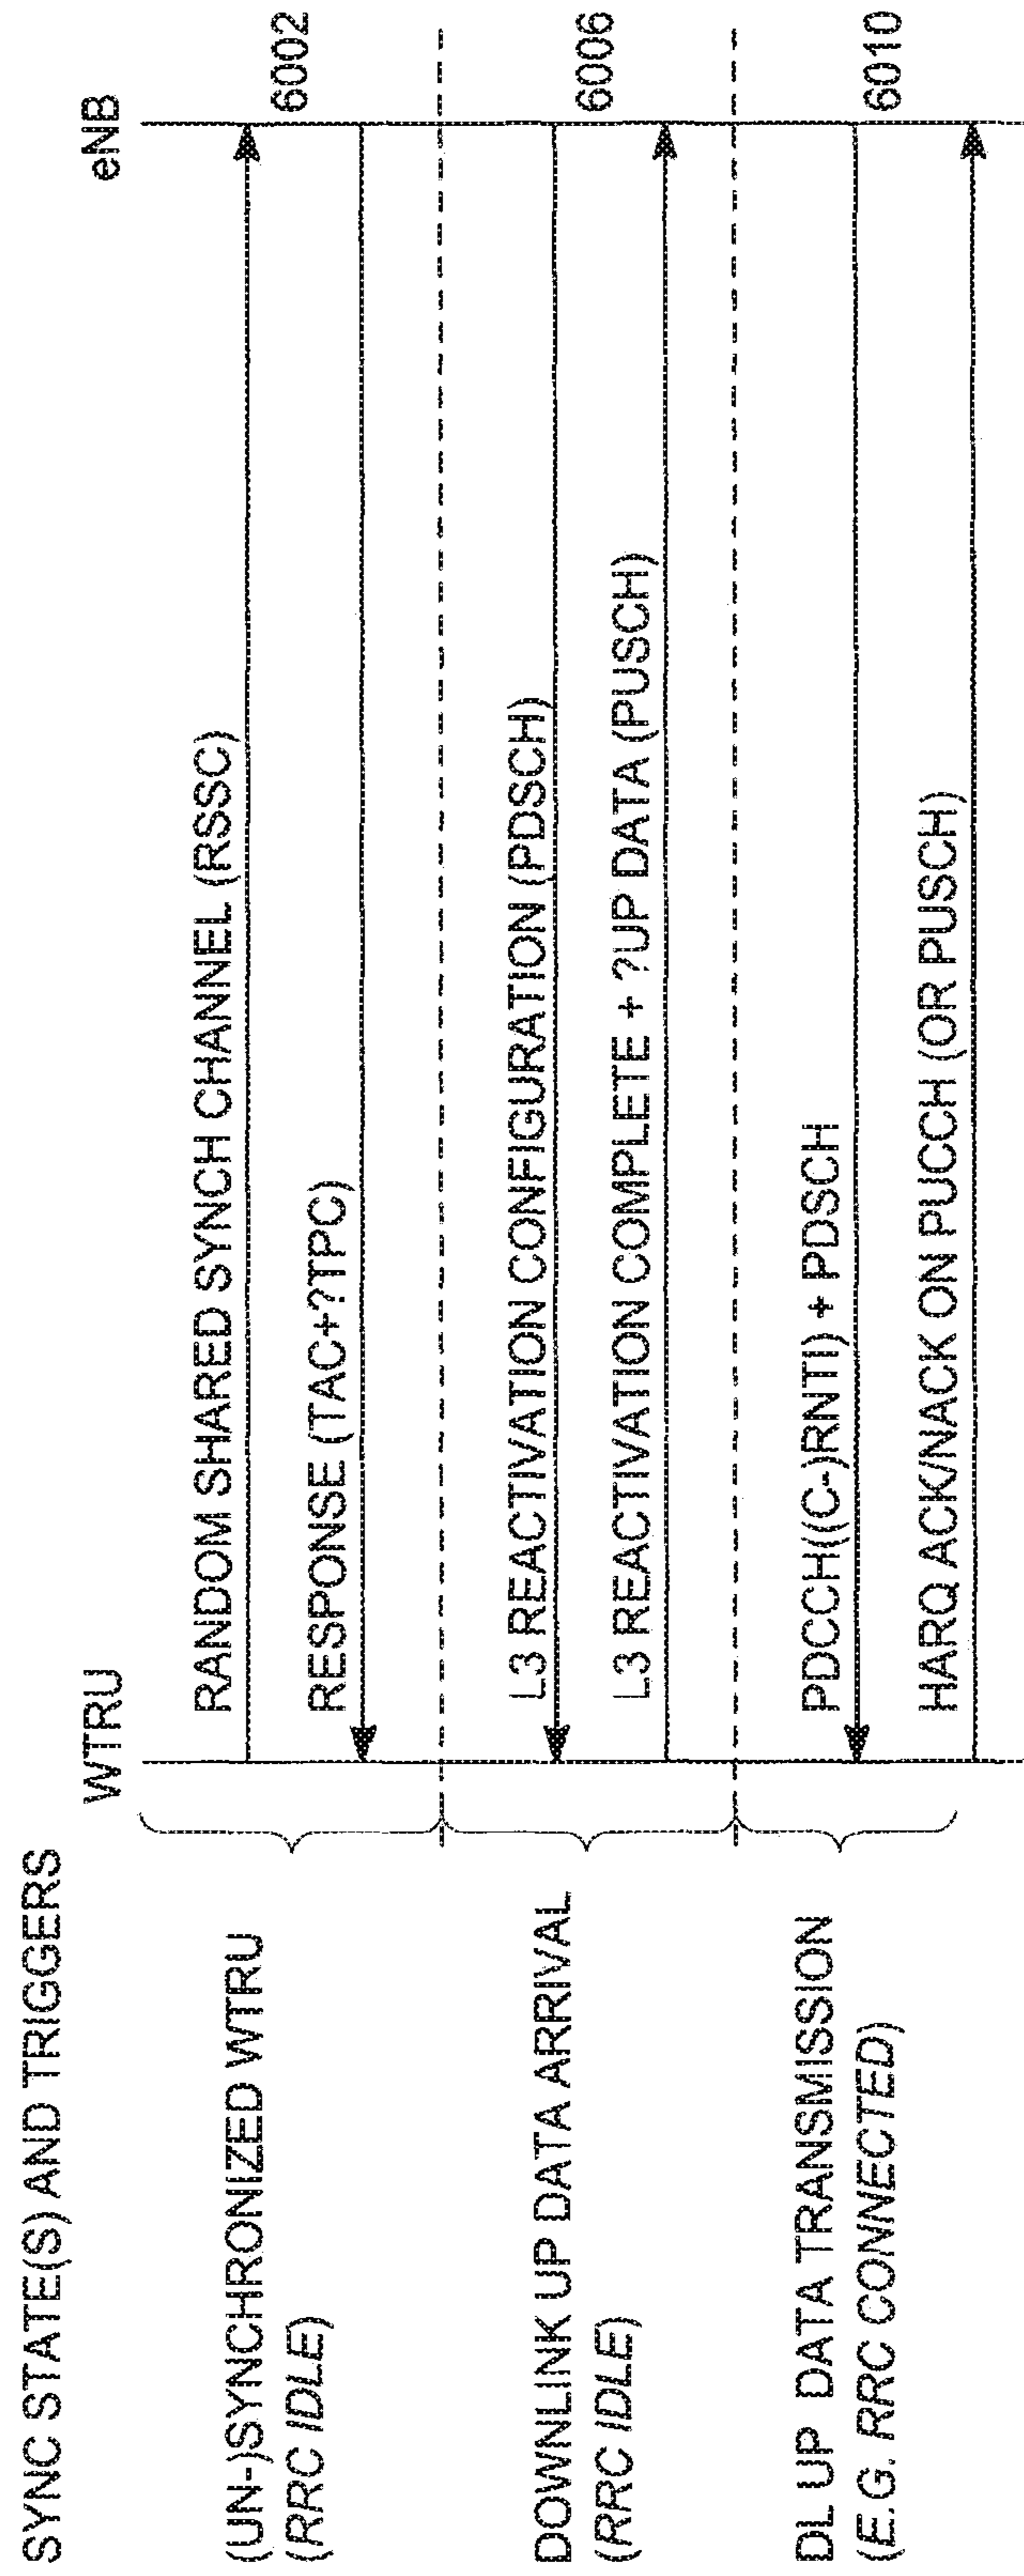 SYNC STATE(S) AND TRIGGERS
WTRU
eNB
(UN-)SYNCHRONIZED WTRU
(RRC IDLE)
RANDOM SHARED SYNCH CHANNEL (RSSC)
6002
RESPONSE (TAC+?TPC)
DOWNLINK UP DATA ARRIVAL
(RRC IDLE)
L3 REACTIVATION CONFIGURATION (PDSCH)
6006
L3 REACTIVATION COMPLETE + ?UP DATA (PUSCH)
DL UP DATA TRANSMISSION
(E.G. RRC CONNECTED)
PDCCH((C-)RNTI) + PDSCH
6010
HARQ ACK/NACK ON PUCCH (OR PUSCH)